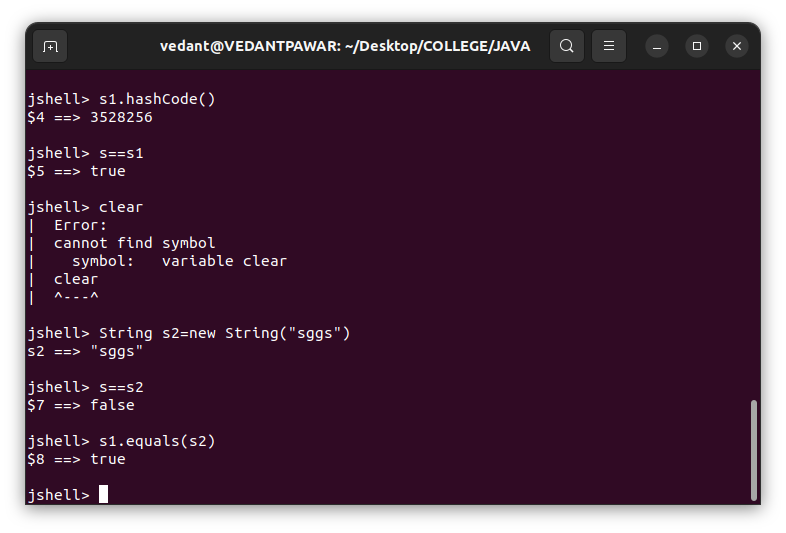 vedant@VEDANTPAWAR: ~/Desktop/COLLEGE/JAVA
jshell> s1.hashCode()
$4 ==> 3528256
jshell> s==s1
$5 ==> true
jshell> clear
|  Error:
|  cannot find symbol
|    symbol:   variable clear
|  clear
|  ^---^
jshell> String s2=new String("sggs")
s2 ==> "sggs"
jshell> s==s2
$7 ==> false
jshell> s1.equals(s2)
$8 ==> true
jshell>